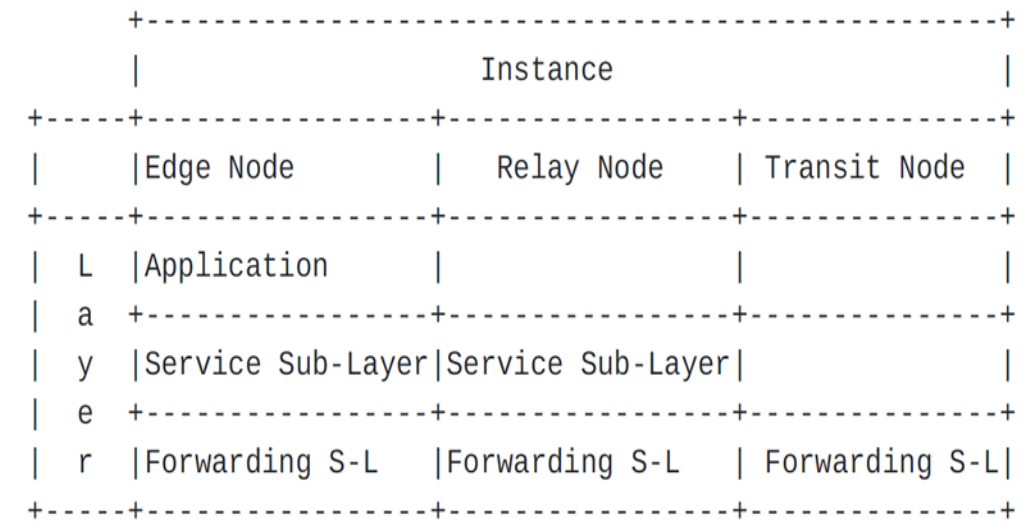 +---------------------------------------------------+
      |                    Instance                       |
+-----+-----------------+-----------------+---------------+
|     |Edge Node        |   Relay Node    | Transit Node  |
+-----+-----------------+-----------------+---------------+
|  L  |Application      |                 |               |
|  a  +-----------------+-----------------+---------------+
|  y  |Service Sub-Layer|Service Sub-Layer|               |
|  e  +-----------------+-----------------+---------------+
|  r  |Forwarding S-L   |Forwarding S-L   | Forwarding S-L|
+-----+-----------------+-----------------+---------------+